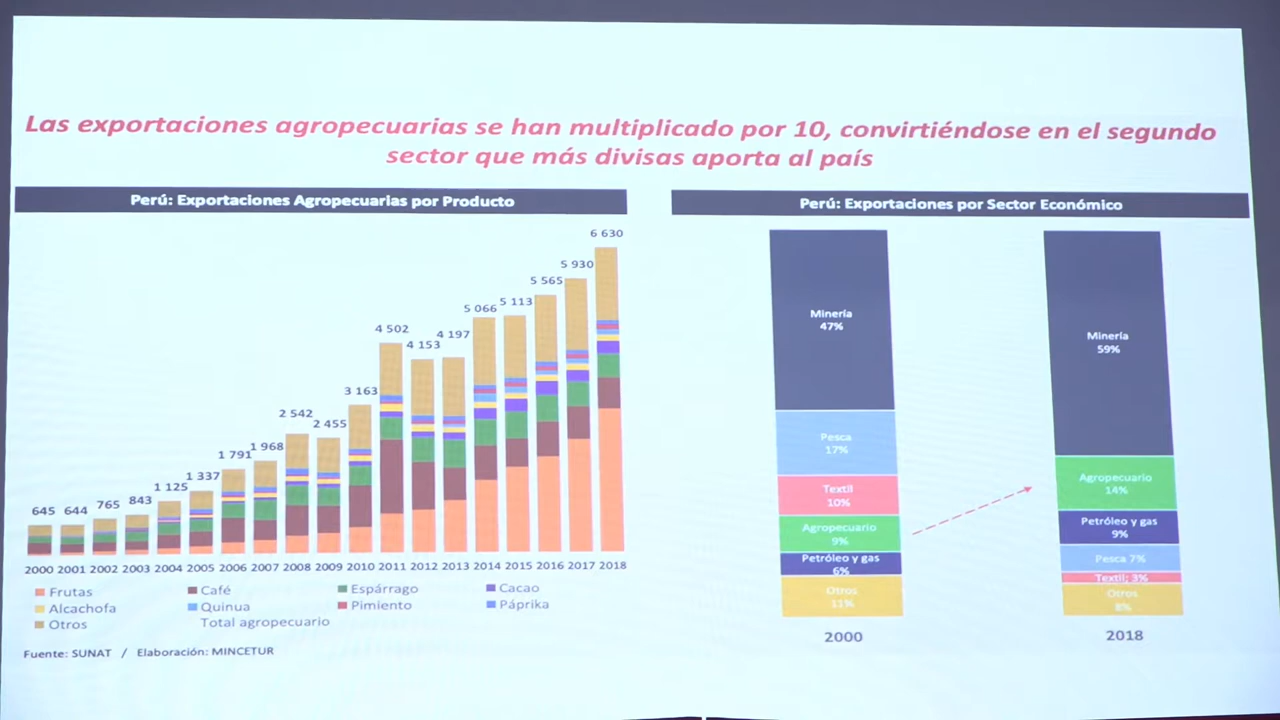 Las exportaciones agropecuarias se han multiplicado por 10, convirtiéndose en el segundo
sector que más divisas aporta al país
Perú: Exportaciones Agropecuarias por Producto
645 644 765 843 1 125 1 337 1 791 1 968 2 542 2 455 3 163 4 502 4 153 4 197 5 066 5 113 5 565 5 930 6 630
2000 2001 2002 2003 2004 2005 2006 2007 2008 2009 2010 2011 2012 2013 2014 2015 2016 2017 2018
Frutas Café Espárrago Cacao
Alcachofa Quinua Pimiento Páprika
Otros Total agropecuario
Fuente: SUNAT / Elaboración: MINCETUR
Perú: Exportaciones por Sector Económico
Minería
47%
Pesca
17%
Textil
10%
Agropecuario
9%
Petróleo y gas
6%
Otros
11%
2000
Minería
59%
Agropecuario
14%
Petróleo y gas
9%
Pesca 7%
Textil; 3%
Otros
8%
2018